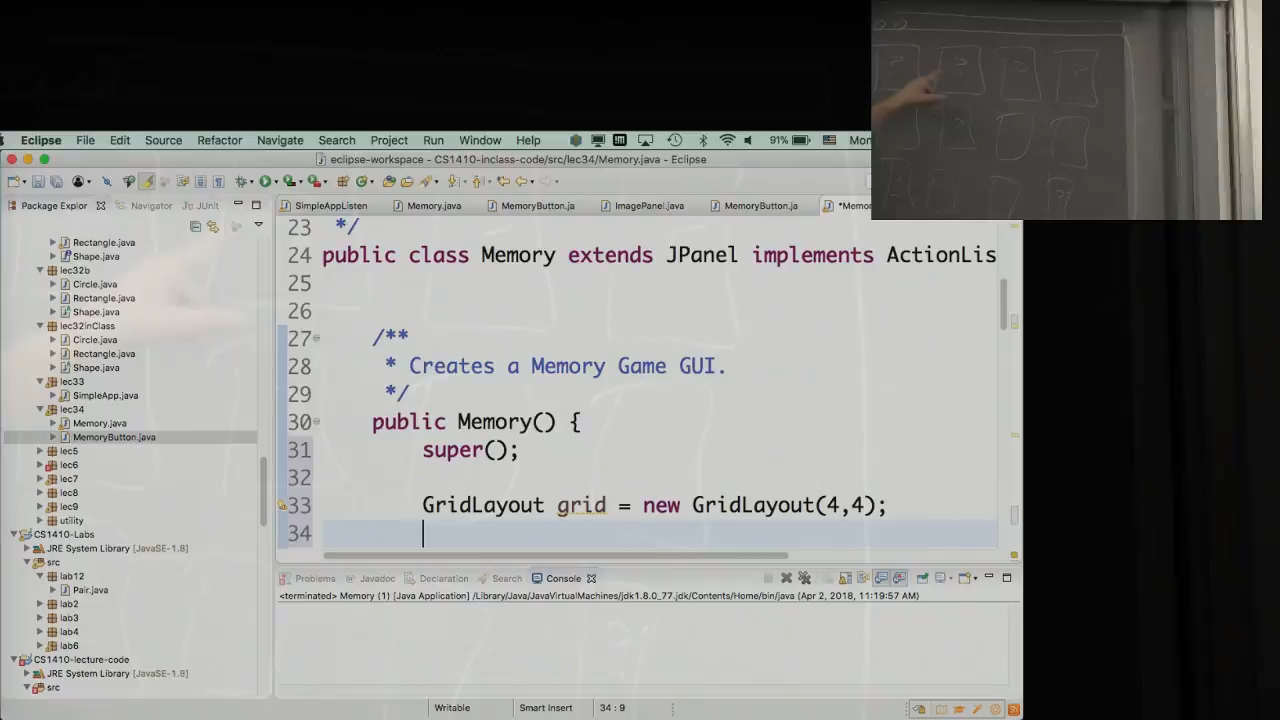 Eclipse File Edit Source Refactor Navigate Search Project Run Window Help 91% Mon
eclipse-workspace - CS1410-inclass-code/src/lec34/Memory.java - Eclipse
Package Explor Navigator JUnit
SimpleAppListen Memory.java MemoryButton.ja ImagePanel.java MemoryButton.ja *Memor
Rectangle.java
Shape.java
lec32b
Circle.java
Rectangle.java
Shape.java
lec32inClass
Circle.java
Rectangle.java
Shape.java
lec33
SimpleApp.java
lec34
Memory.java
MemoryButton.java
lec5
lec6
lec7
lec8
lec9
utility
CS1410-Labs
JRE System Library [JavaSE-1.8]
src
lab12
Pair.java
lab2
lab3
lab4
lab6
CS1410-lecture-code
JRE System Library [JavaSE-1.8]
src
23 */
24 public class Memory extends JPanel implements ActionLis
25
26
27 /**
28 * Creates a Memory Game GUI.
29 */
30 public Memory() {
31 super();
32
33 GridLayout grid = new GridLayout(4,4);
34
Problems Javadoc Declaration Search Console
<terminated> Memory (1) [Java Application] /Library/Java/JavaVirtualMachines/jdk1.8.0_77.jdk/Contents/Home/bin/java (Apr 2, 2018, 11:19:57 AM)
Writable Smart Insert 34 : 9